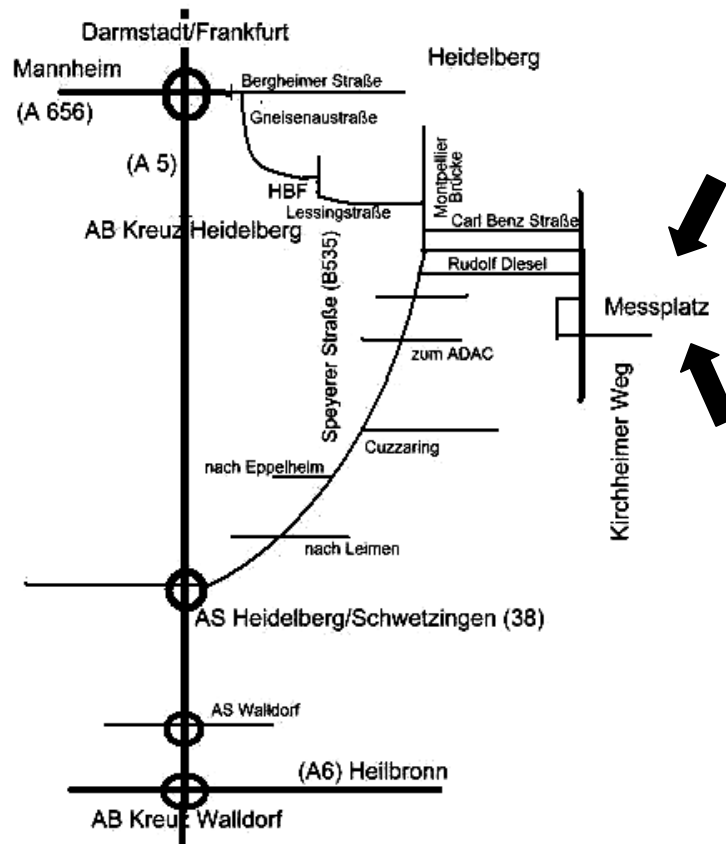 Darmstadt/Frankfurt
Heidelberg
Mannheim
(A 656)
Bergheimer Straße
Gneisenaustraße
(A 5)
HBF
Montpellier
Brücke
Lessingstraße
Carl Benz Straße
AB Kreuz Heidelberg
Rudolf Diesel
Speyerer Straße (B535)
Messplatz
zum ADAC
Kirchheimer Weg
Cuzzaring
nach Eppelheim
nach Leimen
AS Heidelberg/Schwetzingen (38)
AS Walldorf
(A6) Heilbronn
AB Kreuz Walldorf